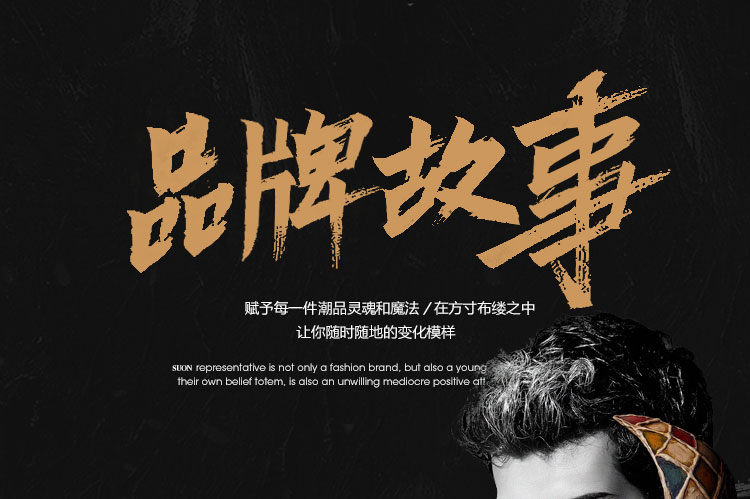 品牌故事
赋予每一件潮品灵魂和魔法 / 在方寸布缕之中
让你随时随地的变化模样
SUON representative is not only a fashion brand, but also a young
their own belief totem, is also an unwilling mediocre positive att